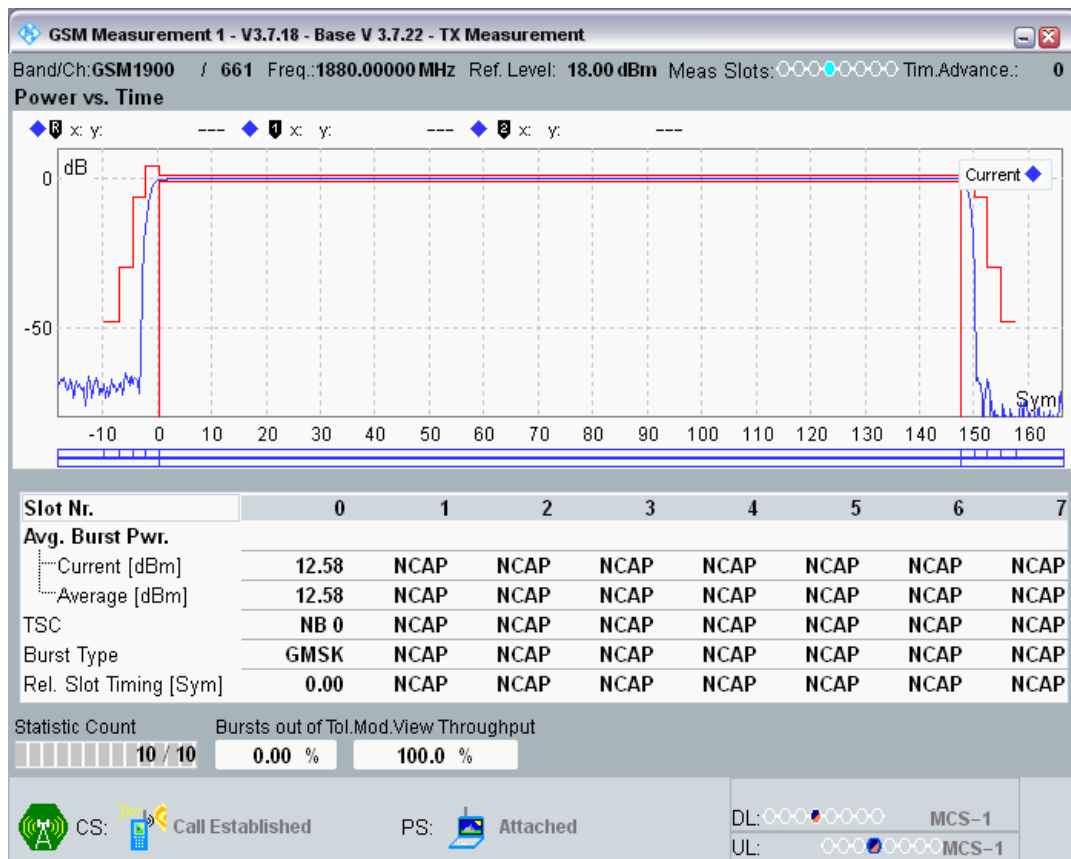 GSM Measurement 1 - V3.7.18 - Base V 3.7.22 - TX Measurement
Band/Ch:GSM1900 / 661 Freq.:1880.00000 MHz Ref. Level: 18.00 dBm Meas Slots: Tim.Advance.: 0
Power vs. Time
R x: y: --- 1 x: y: --- 2 x: y: ---
dB
0
Current
-50
Sym
-10 0 10 20 30 40 50 60 70 80 90 100 110 120 130 140 150 160
Slot Nr. 0 1 2 3 4 5 6 7
Avg. Burst Pwr.
Current [dBm] 12.58 NCAP NCAP NCAP NCAP NCAP NCAP NCAP
Average [dBm] 12.58 NCAP NCAP NCAP NCAP NCAP NCAP NCAP
TSC NB 0 NCAP NCAP NCAP NCAP NCAP NCAP NCAP
Burst Type GMSK NCAP NCAP NCAP NCAP NCAP NCAP NCAP
Rel. Slot Timing [Sym] 0.00 NCAP NCAP NCAP NCAP NCAP NCAP NCAP
Statistic Count Bursts out of Tol.Mod.View Throughput
10 / 10 0.00 % 100.0 %
CS: Call Established PS: Attached DL: MCS-1
UL: MCS-1